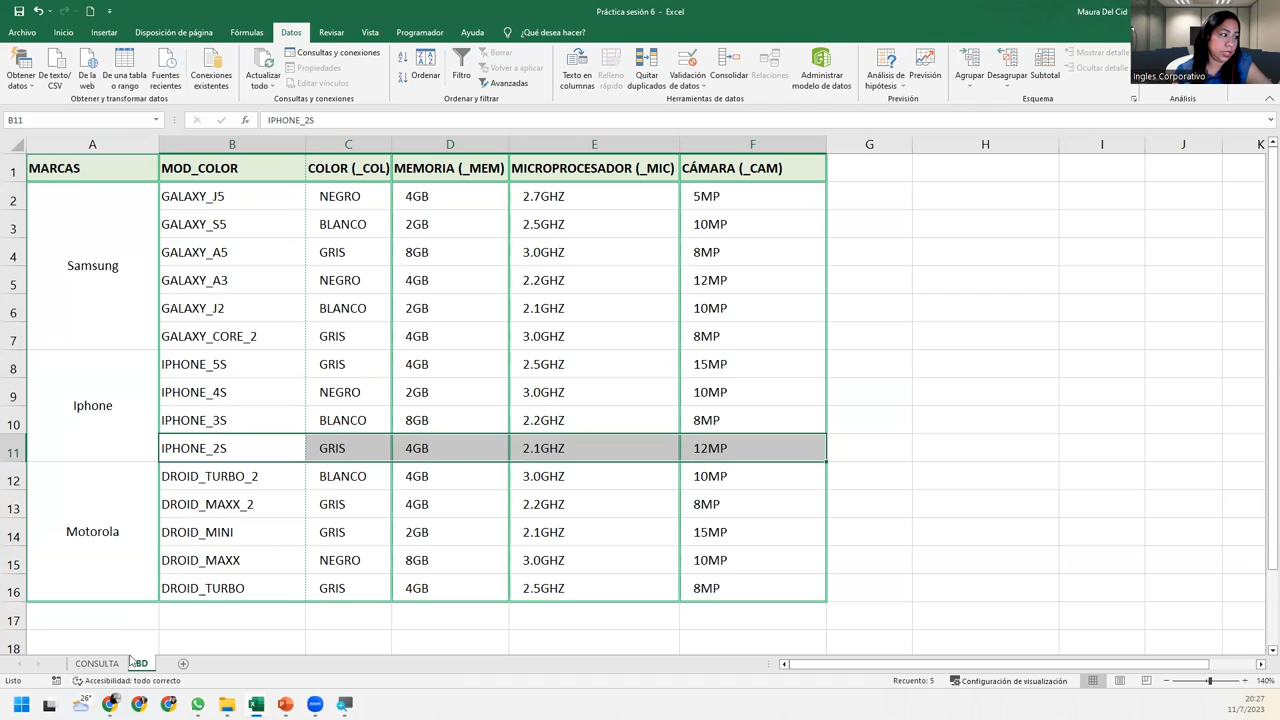 Práctica sesión 6 - Excel
Maura Del Cid
Archivo Inicio Insertar Disposición de página Fórmulas Datos Revisar Vista Programador Ayuda ¿Qué desea hacer?
Obtener datos
De texto/CSV
De la web
De una tabla o rango
Fuentes recientes
Conexiones existentes
Obtener y transformar datos
Actualizar todo
Consultas y conexiones
Propiedades
Editar vínculos
Consultas y conexiones
Ordenar
Filtro
Borrar
Volver a aplicar
Avanzadas
Ordenar y filtrar
Texto en columnas
Relleno rápido
Quitar duplicados
Validación de datos
Consolidar
Relaciones
Administrar modelo de datos
Herramientas de datos
Análisis de hipótesis
Previsión
Previsión
Agrupar
Desagrupar
Subtotal
Mostrar detalle
Ocultar detalle
Esquema
Análisis
Ingles Corporativo
B11 fx IPHONE_2S
A B C D E F G H I J K
1 MARCAS MOD_COLOR COLOR (_COL) MEMORIA (_MEM) MICROPROCESADOR (_MIC) CÁMARA (_CAM)
2 GALAXY_J5 NEGRO 4GB 2.7GHZ 5MP
3 GALAXY_S5 BLANCO 2GB 2.5GHZ 10MP
4 Samsung GALAXY_A5 GRIS 8GB 3.0GHZ 8MP
5 GALAXY_A3 NEGRO 4GB 2.2GHZ 12MP
6 GALAXY_J2 BLANCO 2GB 2.1GHZ 10MP
7 GALAXY_CORE_2 GRIS 4GB 3.0GHZ 8MP
8 IPHONE_5S GRIS 4GB 2.5GHZ 15MP
9 Iphone IPHONE_4S NEGRO 2GB 3.0GHZ 10MP
10 IPHONE_3S BLANCO 8GB 2.2GHZ 8MP
11 IPHONE_2S GRIS 4GB 2.1GHZ 12MP
12 DROID_TURBO_2 BLANCO 4GB 3.0GHZ 10MP
13 DROID_MAXX_2 GRIS 4GB 2.2GHZ 8MP
14 Motorola DROID_MINI GRIS 2GB 2.1GHZ 15MP
15 DROID_MAXX NEGRO 8GB 3.0GHZ 10MP
16 DROID_TURBO GRIS 4GB 2.5GHZ 8MP
17
18
CONSULTA BD
Listo Accesibilidad: todo correcto Recuento: 5 Configuración de visualización 140%
26°
20:27
11/7/2023